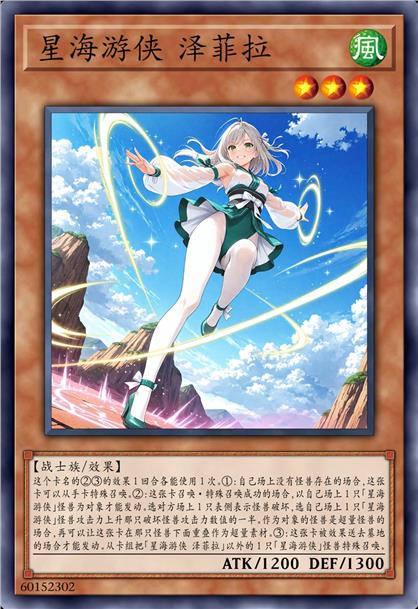 星海游侠 泽菲拉
風
【战士族/效果】
这个卡名的②③的效果1回合各能使用1次。①:自己场上没有怪兽存在的场合,这张
卡可以从手卡特殊召唤。②:这张卡召唤・特殊召唤成功的场合,以自己场上1只「星海
游侠」怪兽为对象才能发动。选对方场上1只表侧表示怪兽破坏,选自己场上1只「星海
游侠」怪兽攻击力上升那只破坏怪兽攻击力数值的一半。作为对象的怪兽是超量怪兽的
场合,再可以让这张卡在那只怪兽下面重叠作为超量素材。③:这张卡被效果送去墓地
的场合才能发动。从卡组把「星海游侠 泽菲拉」以外的1只「星海游侠」怪兽特殊召唤。
ATK/1200 DEF/1300
60152302